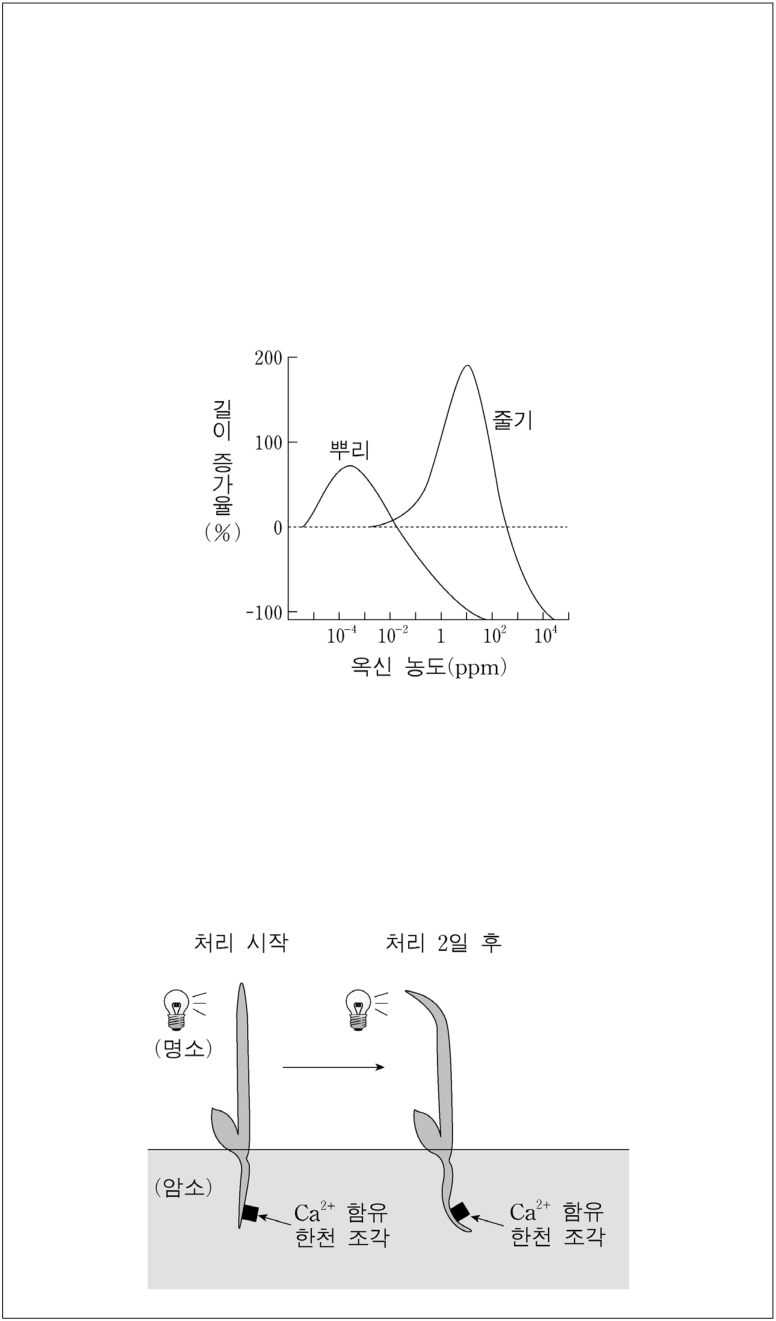 200
100
0
-100
길이 증가율
(%)
뿌리
줄기
10⁻⁴ 10⁻² 1 10² 10⁴
옥신 농도(ppm)
처리 시작 처리 2일 후
(명소)
(암소)
Ca²⁺ 함유
한천 조각
Ca²⁺ 함유
한천 조각